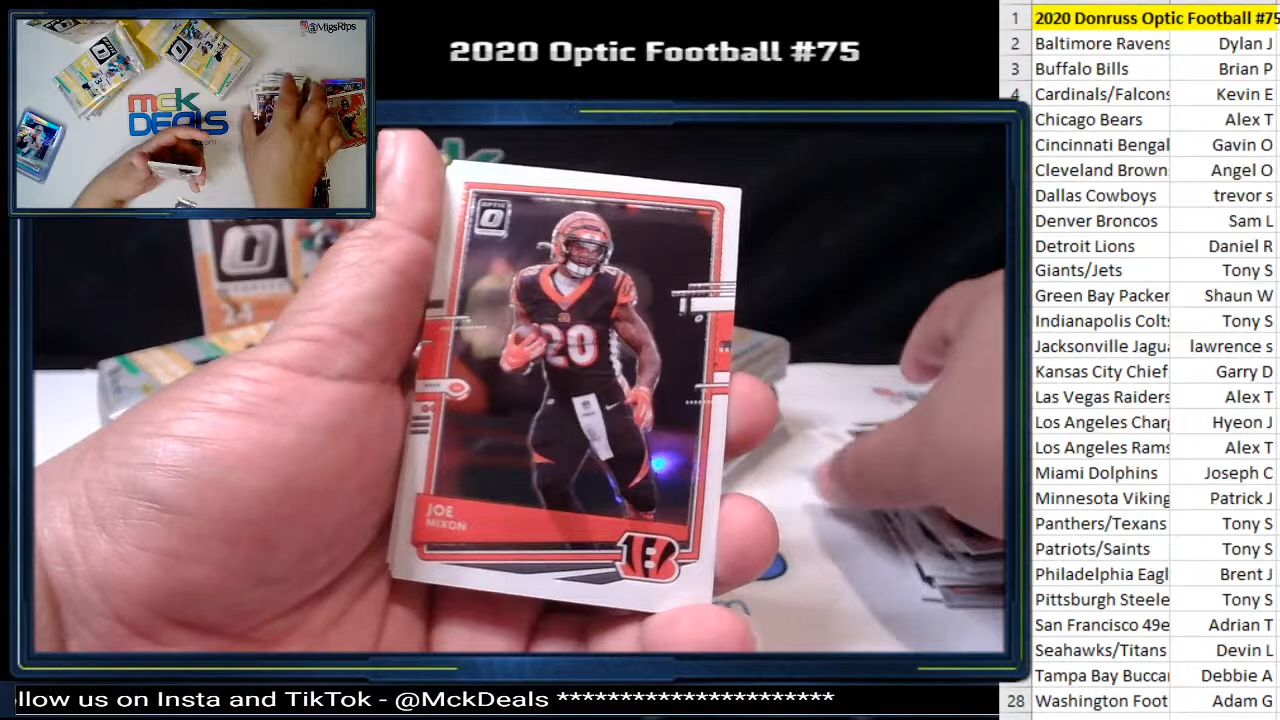 @MigsRips
mck
DEALS
2020 Optic Football #75
OPTIC
20
JOE
MIXON
1 2020 Donruss Optic Football #75
2 Baltimore Ravens Dylan J
3 Buffalo Bills Brian P
4 Cardinals/Falcons Kevin E
Chicago Bears Alex T
Cincinnati Bengal Gavin O
Cleveland Brown Angel O
Dallas Cowboys trevor s
Denver Broncos Sam L
Detroit Lions Daniel R
Giants/Jets Tony S
Green Bay Packer Shaun W
Indianapolis Colts Tony S
Jacksonville Jagua lawrence s
Kansas City Chief Garry D
Las Vegas Raiders Alex T
Los Angeles Charg Hyeon J
Los Angeles Rams Alex T
Miami Dolphins Joseph C
Minnesota Viking Patrick J
Panthers/Texans Tony S
Patriots/Saints Tony S
Philadelphia Eagl Brent J
Pittsburgh Steele Tony S
San Francisco 49e Adrian T
Seahawks/Titans Devin L
Tampa Bay Bucca Debbie A
28 Washington Foot Adam G
ollow us on Insta and TikTok - @MckDeals **********************